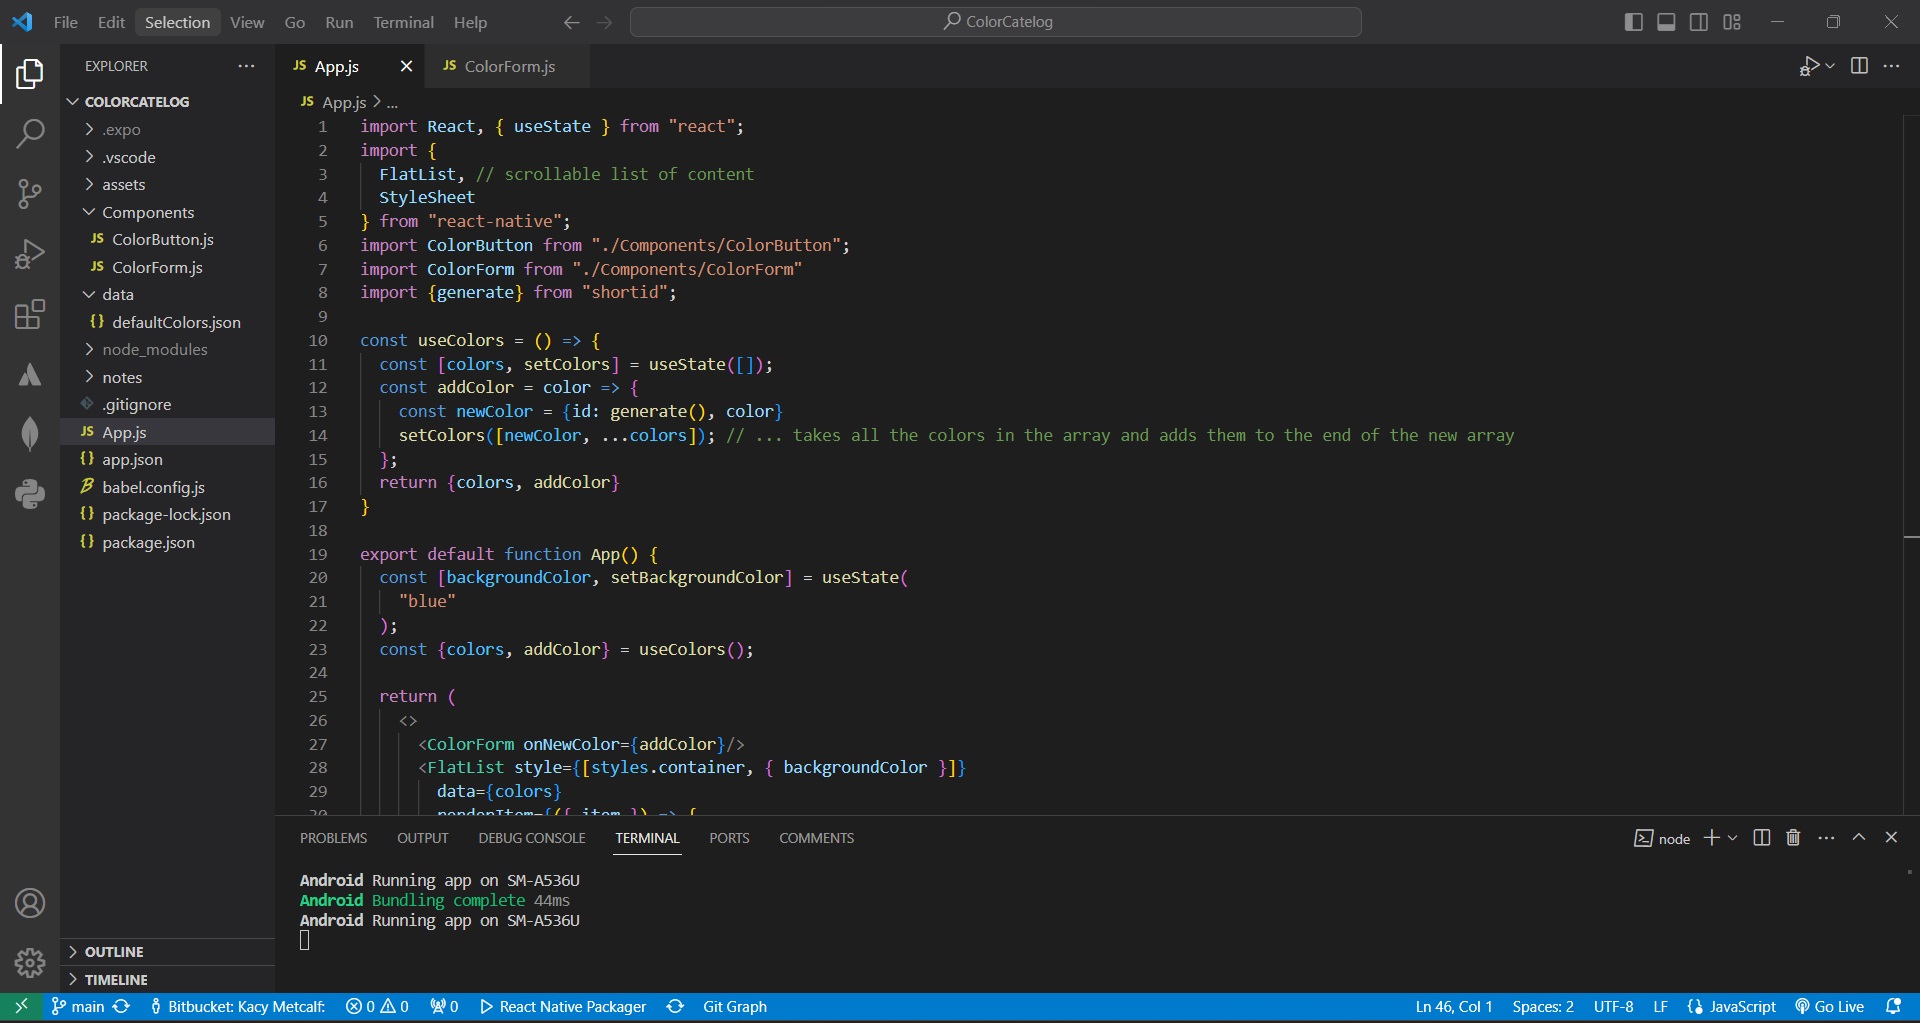 File Edit Selection View Go Run Terminal Help ColorCatelog
EXPLORER
COLORCATELOG
.expo
.vscode
assets
Components
JS ColorButton.js
JS ColorForm.js
data
{} defaultColors.json
node_modules
notes
.gitignore
JS App.js
{} app.json
babel.config.js
{} package-lock.json
{} package.json
OUTLINE
TIMELINE
JS App.js JS ColorForm.js
JS App.js > ...
1 import React, { useState } from "react";
2 import {
3 FlatList, // scrollable list of content
4 StyleSheet
5 } from "react-native";
6 import ColorButton from "./Components/ColorButton";
7 import ColorForm from "./Components/ColorForm"
8 import {generate} from "shortid";
9
10 const useColors = () => {
11 const [colors, setColors] = useState([]);
12 const addColor = color => {
13 const newColor = {id: generate(), color}
14 setColors([newColor, ...colors]); // ... takes all the colors in the array and adds them to the end of the new array
15 };
16 return {colors, addColor}
17 }
18
19 export default function App() {
20 const [backgroundColor, setBackgroundColor] = useState(
21 "blue"
22 );
23 const {colors, addColor} = useColors();
24
25 return (
26 <>
27 <ColorForm onNewColor={addColor}/>
28 <FlatList style={[styles.container, { backgroundColor }]}
29 data={colors}
30 renderItem={({ item }) => {
PROBLEMS OUTPUT DEBUG CONSOLE TERMINAL PORTS COMMENTS node
Android Running app on SM-A536U
Android Bundling complete 44ms
Android Running app on SM-A536U
main Bitbucket: Kacy Metcalf: 0 0 0 React Native Packager Git Graph Ln 46, Col 1 Spaces: 2 UTF-8 LF {} JavaScript Go Live